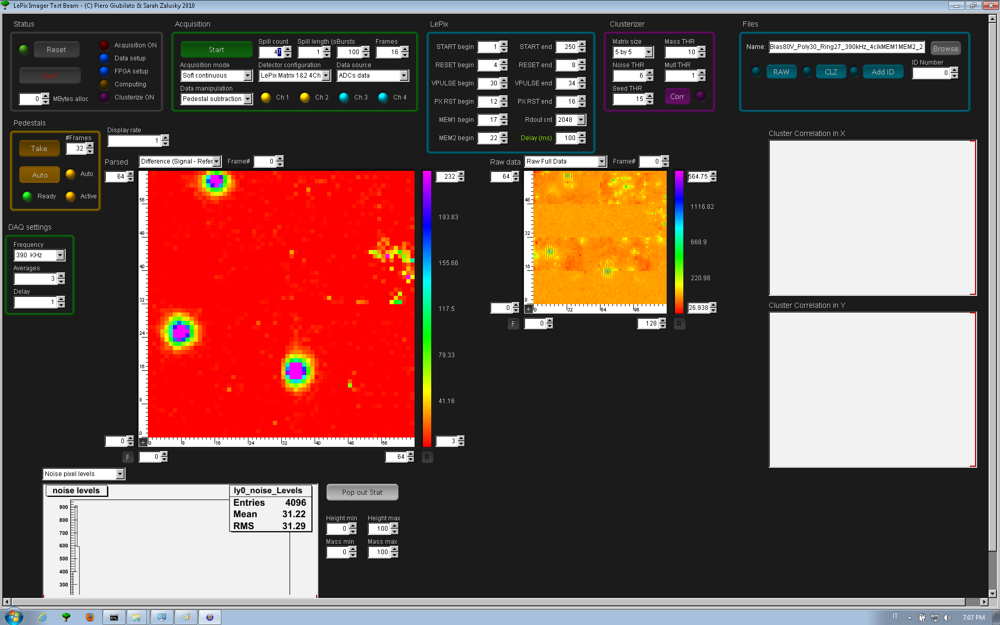 LePix Imager Test Beam - (C) Piero Giubilato & Sarah Zalusky 2010
Status
Reset
Quit
0 MBytes alloc
Acquisition ON
Data setup
FPGA setup
Computing
Clusterize ON
Acquisition
Start
Spill count
47
Spill length (s
1
Bursts
100
Frames
16
Acquisition mode
Soft continuous
Detector configuration
LePix Matrix 1&2 4Ch
Data source
ADCs data
Data manipulation
Pedestal subtraction
Ch 1
Ch 2
Ch 3
Ch 4
LePix
START begin 1
START end 250
RESET begin 4
RESET end 8
VPULSE begin 30
VPULSE end 34
PX RST begin 12
PX RST end 16
MEM1 begin 17
Rdout cnt 2048
MEM2 begin 22
Delay (ms) 100
Clusterizer
Matrix size
5 by 5
Mass THR
10
Noise THR
6
Mult THR
1
Seed THR
15
Corr
Files
Name: Bias80V_Poly30_Ring27_390kHz_4clkMEM1MEM2_2
Browse
RAW
CLZ
Add ID
ID Number
0
Pedestals
Take
#Frames
32
Auto
Auto
Ready
Active
Display rate
1
DAQ settings
Frequency
390 KHz
Averages
3
Delay
1
Parsed
Difference (Signal - Refer
Frame# 0
64
232
193.83
155.66
117.5
79.33
41.16
3
56
48
40
32
24
16
8
0
0 8 16 24 32 40 48 56
0
F
0
64
R
Raw data
Raw Full Data
Frame# 0
64
564.75
1116.82
668.9
220.98
26.938
48
32
16
0
0 32 64 96
0
F
0
128
R
Cluster Correlation in X
Cluster Correlation in Y
Noise pixel levels
noise levels
ly0_noise_Levels
Entries 4096
Mean 31.22
RMS 31.29
900
800
700
600
500
400
300
Pop out Stat
Height min
0
Height max
100
Mass min
0
Mass max
100
IT
7:07 PM